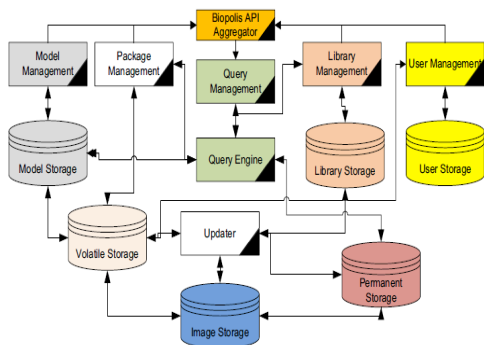 Biopolis API
Aggregator
Model
Management
Package
Management
Query
Management
Library
Management
User Management
Query Engine
Model Storage
Library Storage
User Storage
Volatile Storage
Updater
Permanent
Storage
Image Storage